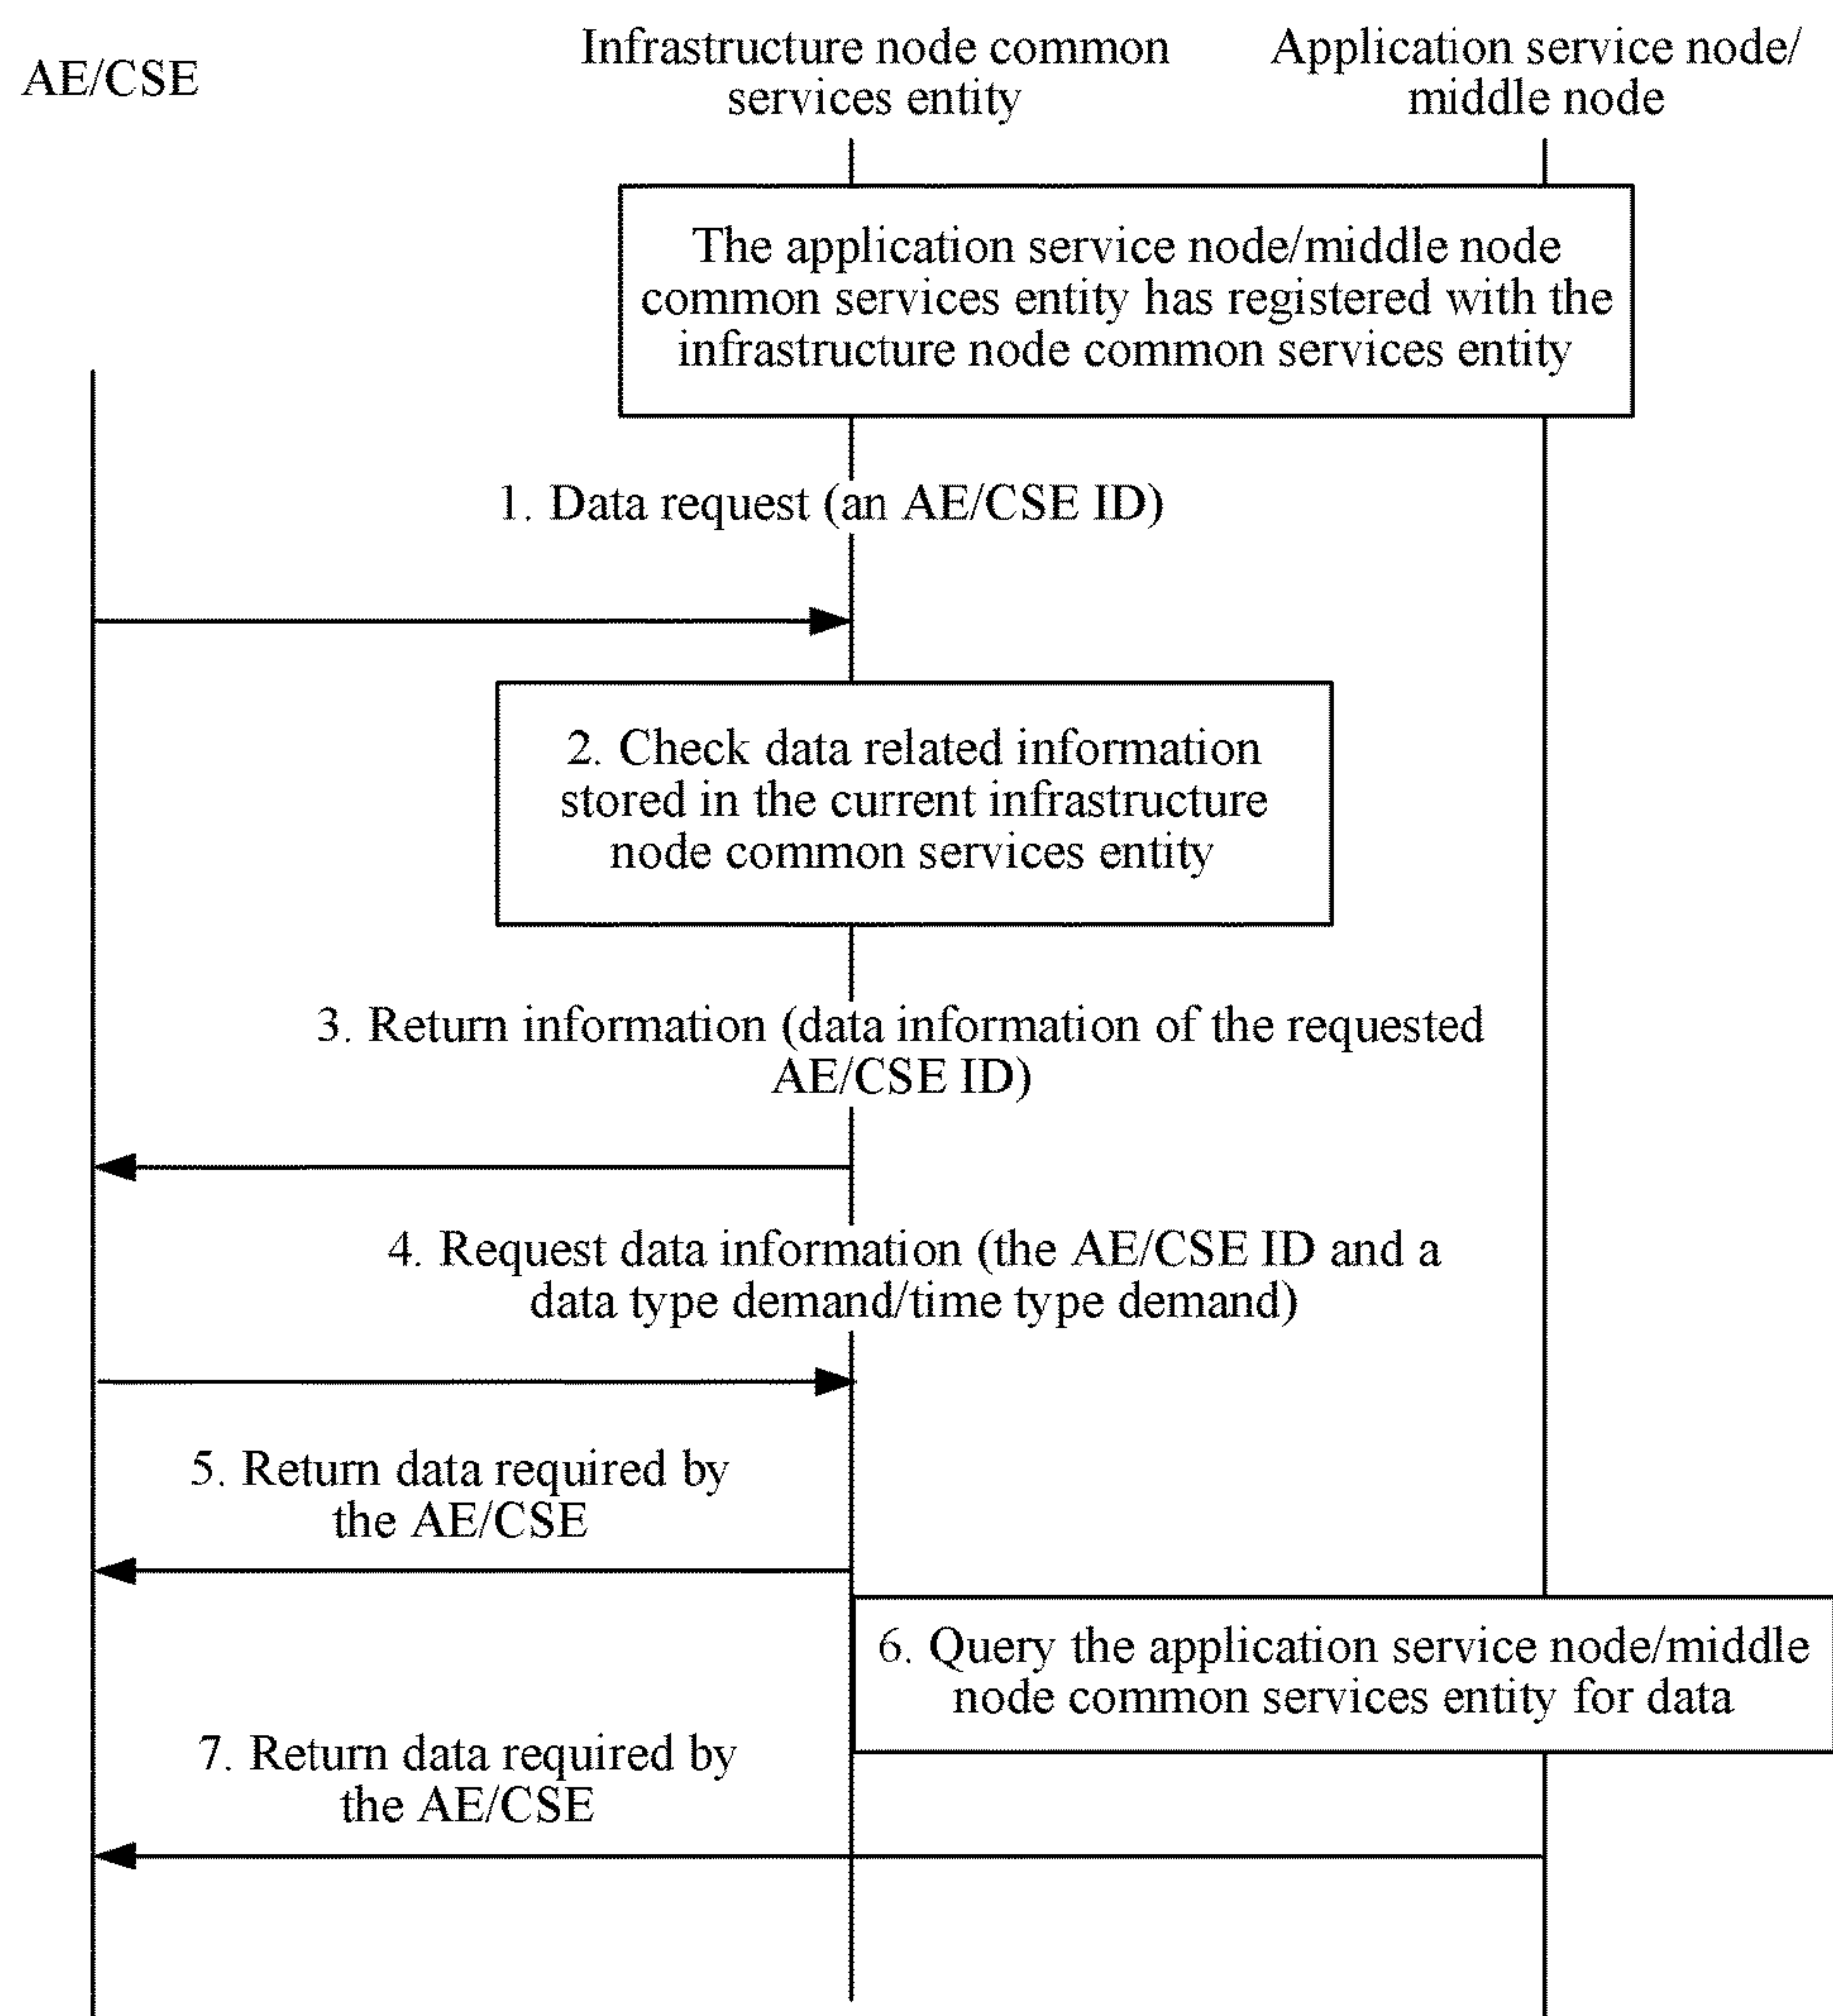 AE/CSE
Infrastructure node common
services entity
Application service node/
middle node
The application service node/middle node
common services entity has registered with the
infrastructure node common services entity
1. Data request (an AE/CSE ID)
2. Check data related information
stored in the current infrastructure
node common services entity
3. Return information (data information of the requested
AE/CSE ID)
4. Request data information (the AE/CSE ID and a
data type demand/time type demand)
5. Return data required by
the AE/CSE
6. Query the application service node/middle
node common services entity for data
7. Return data required by
the AE/CSE